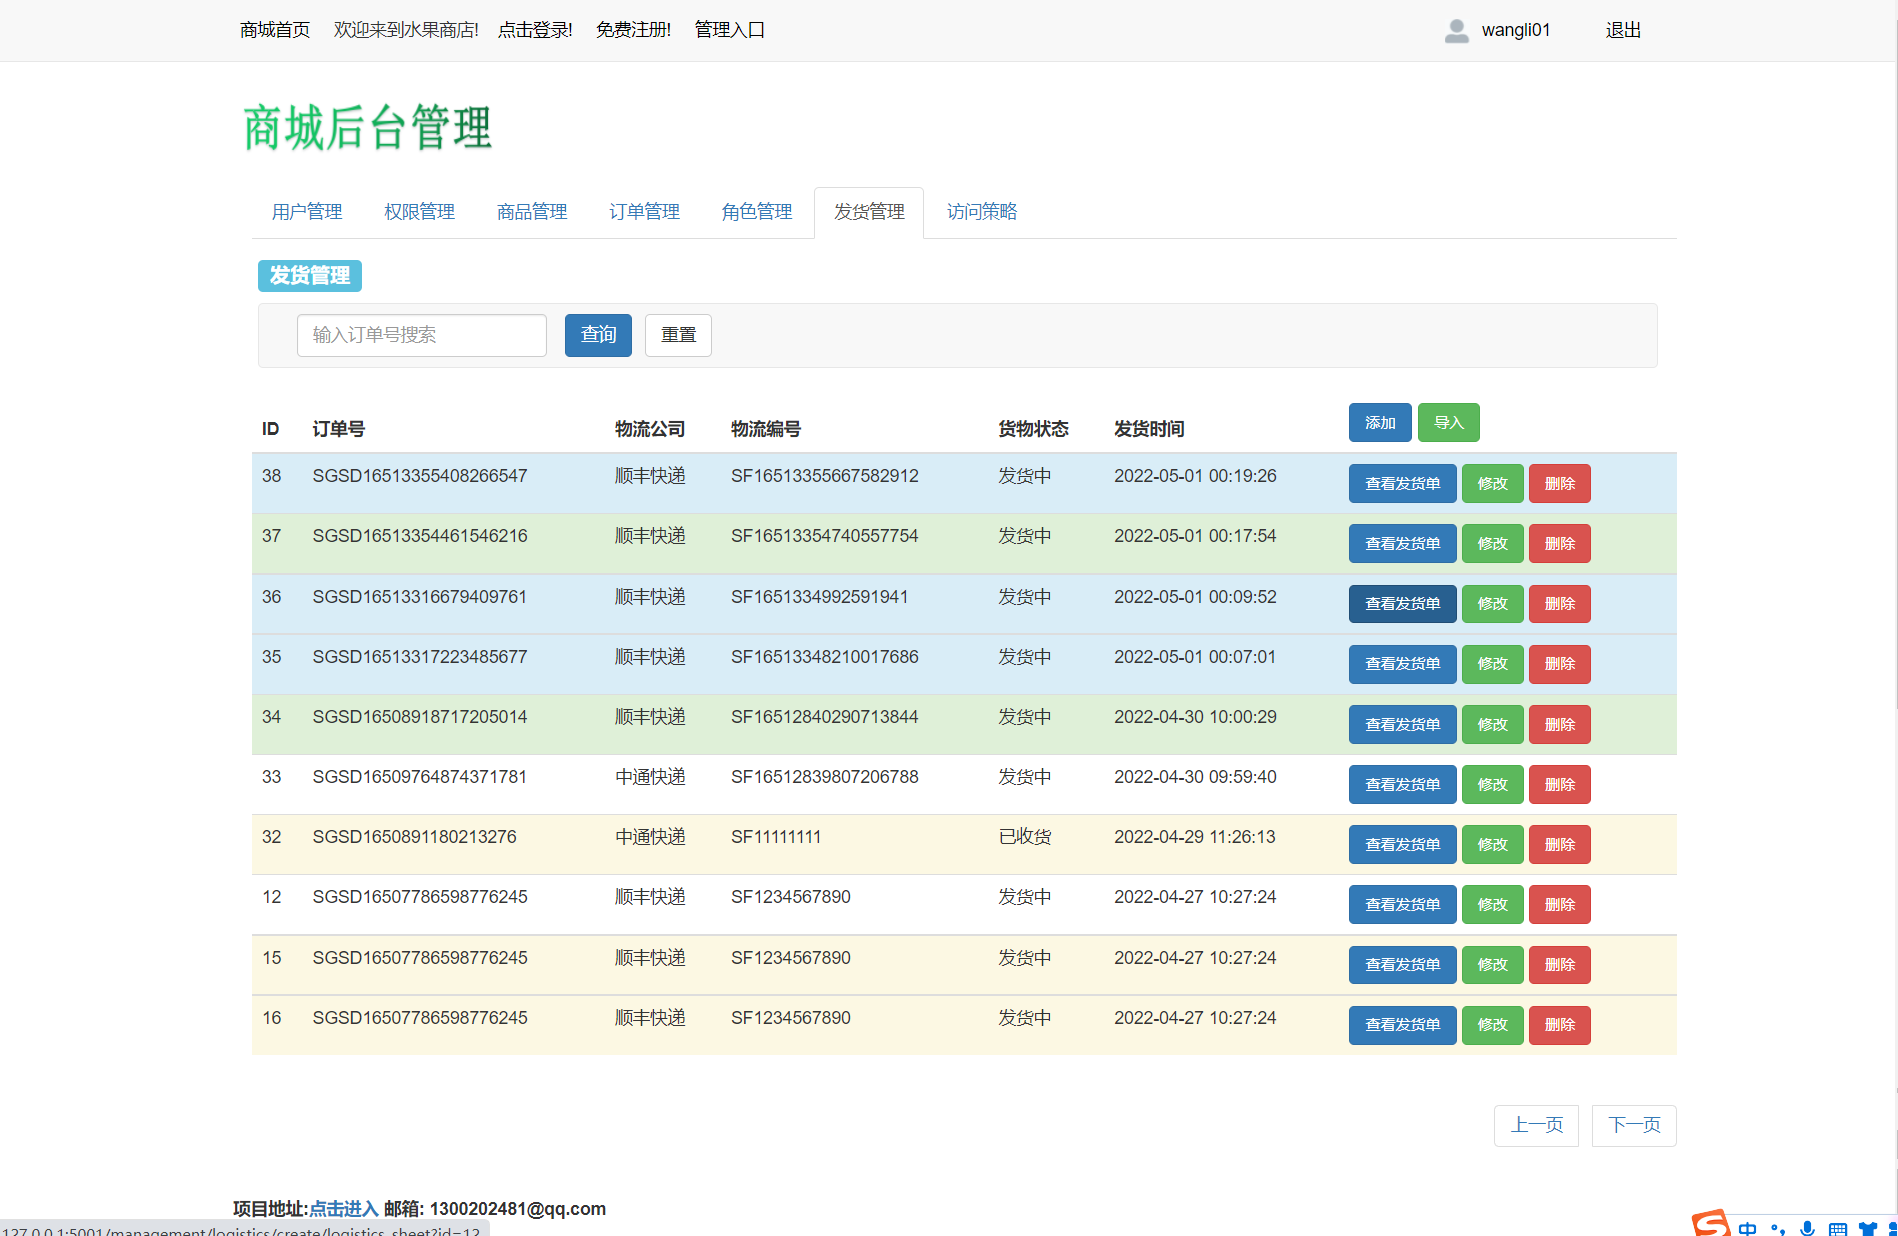 商城首页 欢迎来到水果商店! 点击登录! 免费注册! 管理入口 wangli01 退出
商城后台管理
用户管理 权限管理 商品管理 订单管理 角色管理 发货管理 访问策略
发货管理
输入订单号搜索 查询 重置
ID 订单号 物流公司 物流编号 货物状态 发货时间 添加 导入
38 SGSD16513355408266547 顺丰快递 SF16513355667582912 发货中 2022-05-01 00:19:26 查看发货单 修改 删除
37 SGSD16513354461546216 顺丰快递 SF16513354740557754 发货中 2022-05-01 00:17:54 查看发货单 修改 删除
36 SGSD16513316679409761 顺丰快递 SF1651334992591941 发货中 2022-05-01 00:09:52 查看发货单 修改 删除
35 SGSD16513317223485677 顺丰快递 SF16513348210017686 发货中 2022-05-01 00:07:01 查看发货单 修改 删除
34 SGSD16508918717205014 顺丰快递 SF16512840290713844 发货中 2022-04-30 10:00:29 查看发货单 修改 删除
33 SGSD16509764874371781 中通快递 SF16512839807206788 发货中 2022-04-30 09:59:40 查看发货单 修改 删除
32 SGSD1650891180213276 中通快递 SF11111111 已收货 2022-04-29 11:26:13 查看发货单 修改 删除
12 SGSD16507786598776245 顺丰快递 SF1234567890 发货中 2022-04-27 10:27:24 查看发货单 修改 删除
15 SGSD16507786598776245 顺丰快递 SF1234567890 发货中 2022-04-27 10:27:24 查看发货单 修改 删除
16 SGSD16507786598776245 顺丰快递 SF1234567890 发货中 2022-04-27 10:27:24 查看发货单 修改 删除
上一页 下一页
项目地址:点击进入 邮箱: 1300202481@qq.com
127.0.0.1:5001/management/logistics/create/logistics_sheet?id=12
中